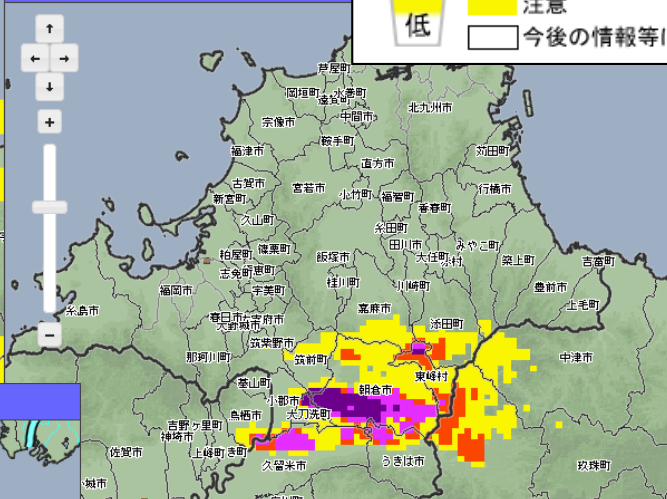 注意
低
今後の情報等
芦屋町
岡垣町
水巻町
遠賀町
中間市
北九州市
宗像市
鞍手町
福津市
直方市
苅田町
古賀市
宮若市
小竹町
福智町
行橋市
新宮町
香春町
久山町
糸田町
田川市
みやこ町
粕屋町
篠栗町
飯塚市
大任町
赤村
築上町
吉富町
志免町
宇美町
桂川町
川崎町
豊前市
福岡市
上毛町
糸島市
嘉麻市
春日市
大野城市
添田町
筑紫野市
那珂川町
筑前町
中津市
東峰村
基山町
朝倉市
小郡市
大刀洗町
鳥栖市
吉野ヶ里町
神埼市
佐賀市
上峰町
久留米市
うきは市
玖珠町